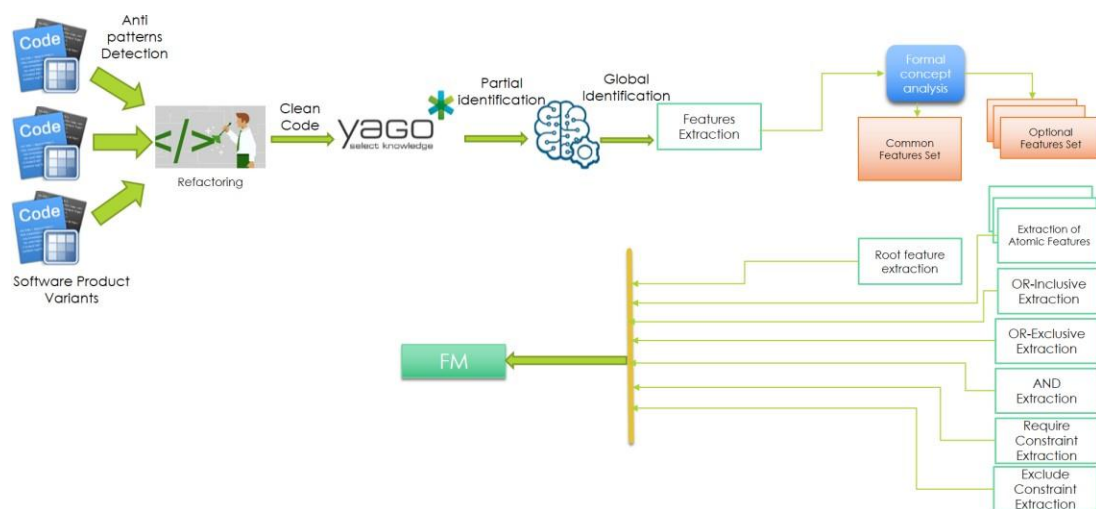 Anti
patterns
Detection
Code
Code
Code
Software Product
Variants
</>
Refactoring
Clean
Code
yago
select knowledge
Partial
identification
Global
Identification
Features
Extraction
Formal
concept
analysis
Common
Features Set
Optional
Features Set
Extraction of
Atomic Features
Root feature
extraction
OR-Inclusive
Extraction
OR-Exclusive
Extraction
AND
Extraction
Require
Constraint
Extraction
Exclude
Constraint
Extraction
FM